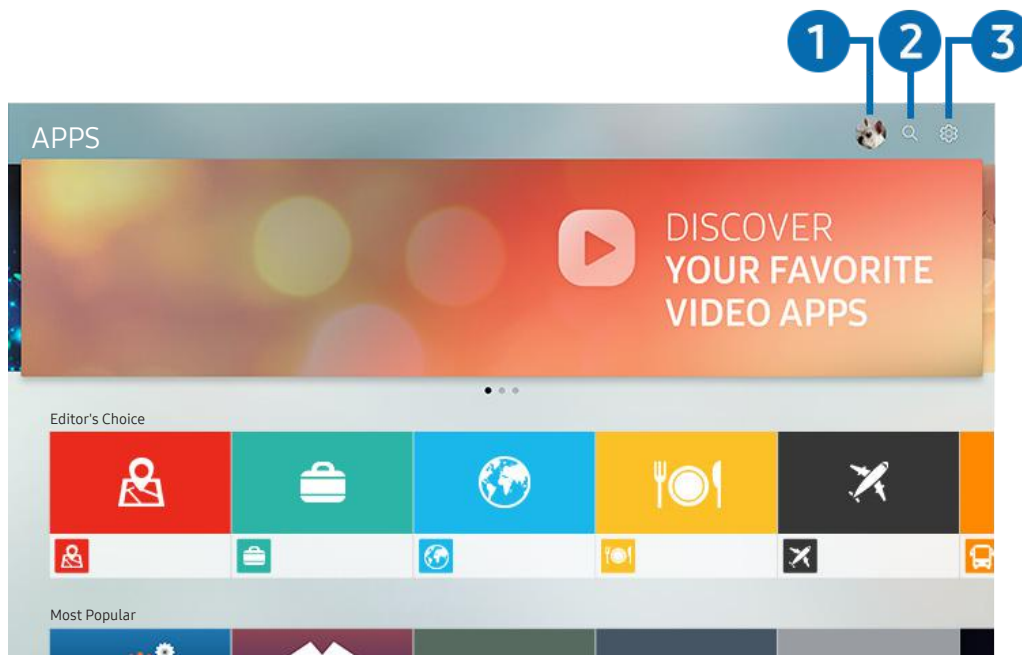 1 2 3
APPS
DISCOVER
YOUR FAVORITE
VIDEO APPS
Editor's Choice
Most Popular